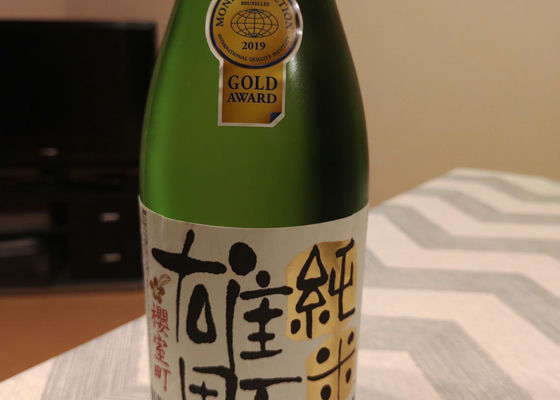 MONDE SELECTION
BRUXELLES
2019
INTERNATIONAL QUALITY INSTITUTE
GOLD
AWARD
純米
雄町
櫻室町